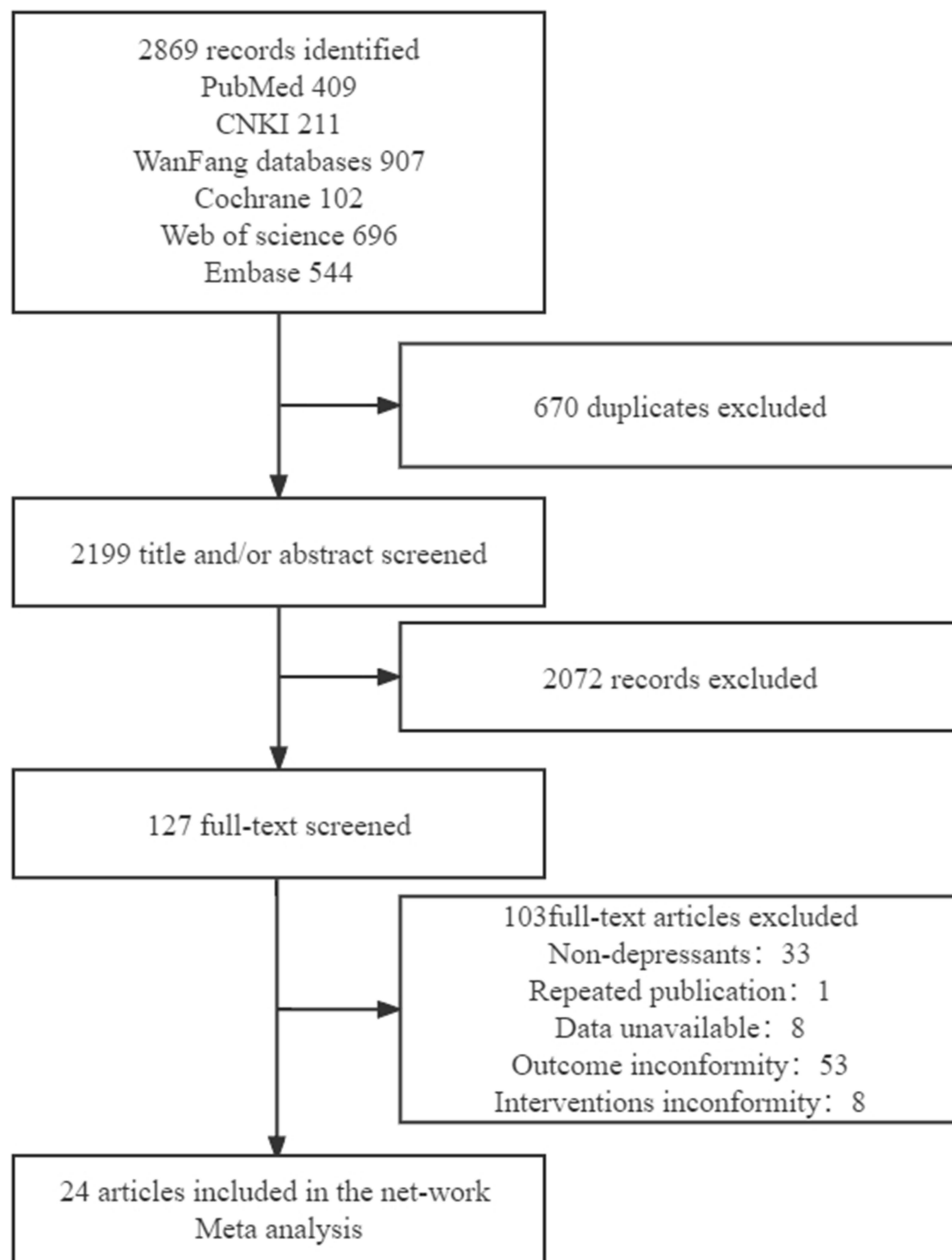 2869 records identified
PubMed 409
CNKI 211
WanFang databases 907
Cochrane 102
Web of science 696
Embase 544
670 duplicates excluded
2199 title and/or abstract screened
2072 records excluded
127 full-text screened
103full-text articles excluded
Non-depressants：33
Repeated publication：1
Data unavailable：8
Outcome inconformity：53
Interventions inconformity：8
24 articles included in the net-work
Meta analysis